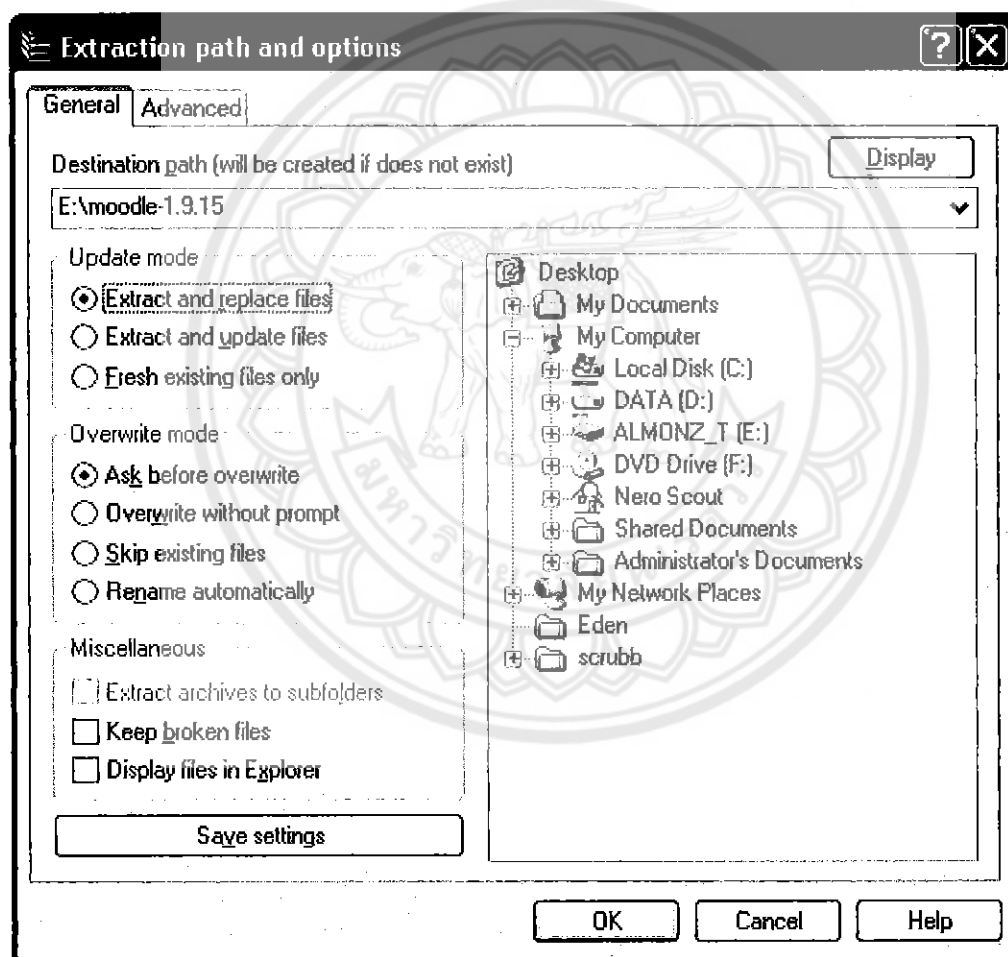 Extraction path and options
General Advanced
Destination path (will be created if does not exist)
Display
E:\moodle-1.9.15
Update mode
Extract and replace files
Extract and update files
Fresh existing files only
Overwrite mode
Ask before overwrite
Overwrite without prompt
Skip existing files
Rename automatically
Miscellaneous
Extract archives to subfolders
Keep broken files
Display files in Explorer
Save settings
Desktop
My Documents
My Computer
Local Disk (C:)
DATA (D:)
ALMONZ_T (E:)
DVD Drive (F:)
Nero Scout
Shared Documents
Administrator's Documents
My Network Places
Eden
scrubb
OK Cancel Help